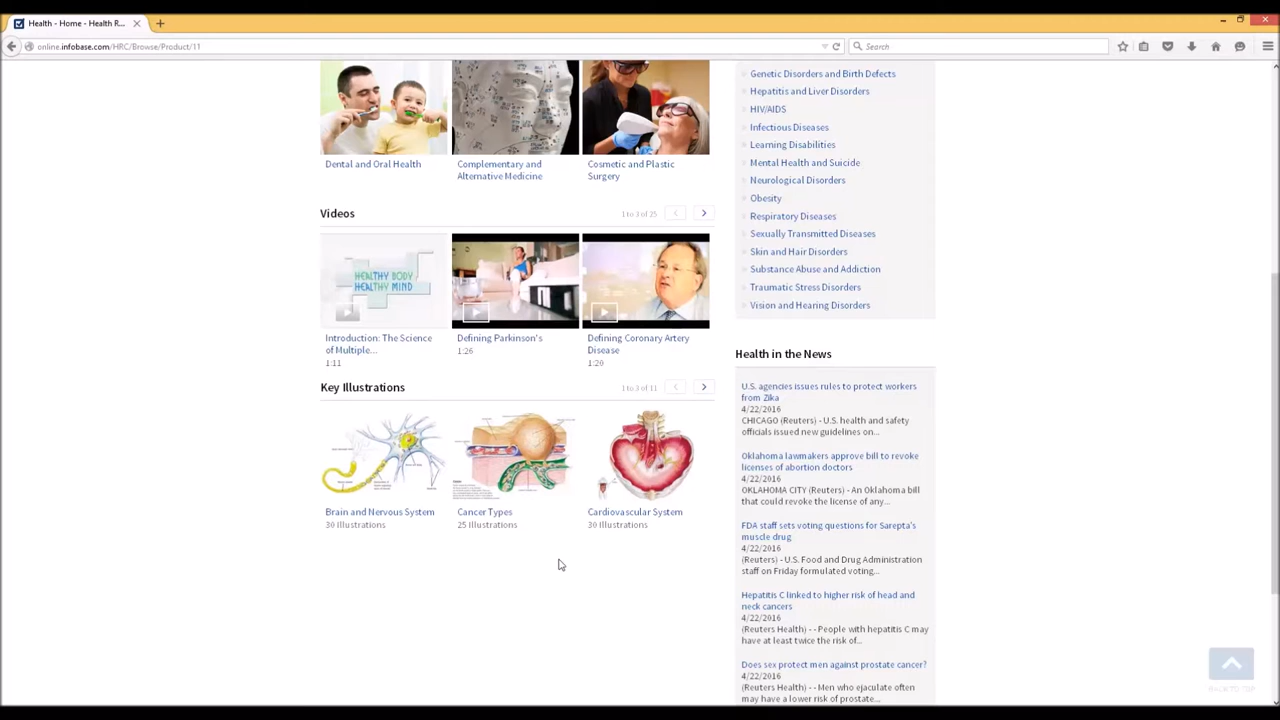 Health - Home - Health R...
online.infobase.com/HRC/Browse/Product/11
Search
Dental and Oral Health
Complementary and
Alternative Medicine
Cosmetic and Plastic
Surgery
Videos
1 to 3 of 25
HEALTHY BODY
HEALTHY MIND
Introduction: The Science
of Multiple...
1:11
Defining Parkinson's
1:26
Defining Coronary Artery
Disease
1:20
Key Illustrations
1 to 3 of 11
Brain and Nervous System
30 Illustrations
Cancer Types
25 Illustrations
Cardiovascular System
30 Illustrations
Genetic Disorders and Birth Defects
Hepatitis and Liver Disorders
HIV/AIDS
Infectious Diseases
Learning Disabilities
Mental Health and Suicide
Neurological Disorders
Obesity
Respiratory Diseases
Sexually Transmitted Diseases
Skin and Hair Disorders
Substance Abuse and Addiction
Traumatic Stress Disorders
Vision and Hearing Disorders
Health in the News
U.S. agencies issues rules to protect workers
from Zika
4/22/2016
CHICAGO (Reuters) - U.S. health and safety
officials issued new guidelines on...
Oklahoma lawmakers approve bill to revoke
licenses of abortion doctors
4/22/2016
OKLAHOMA CITY (Reuters) - An Oklahoma bill
that could revoke the license of any...
FDA staff sets voting questions for Sarepta's
muscle drug
4/22/2016
(Reuters) - U.S. Food and Drug Administration
staff on Friday formulated voting...
Hepatitis C linked to higher risk of head and
neck cancers
4/22/2016
(Reuters Health) - - People with hepatitis C may
have at least twice the risk of...
Does sex protect men against prostate cancer?
4/22/2016
(Reuters Health) - - Men who ejaculate often
may have a lower risk of prostate...
BACK TO TOP